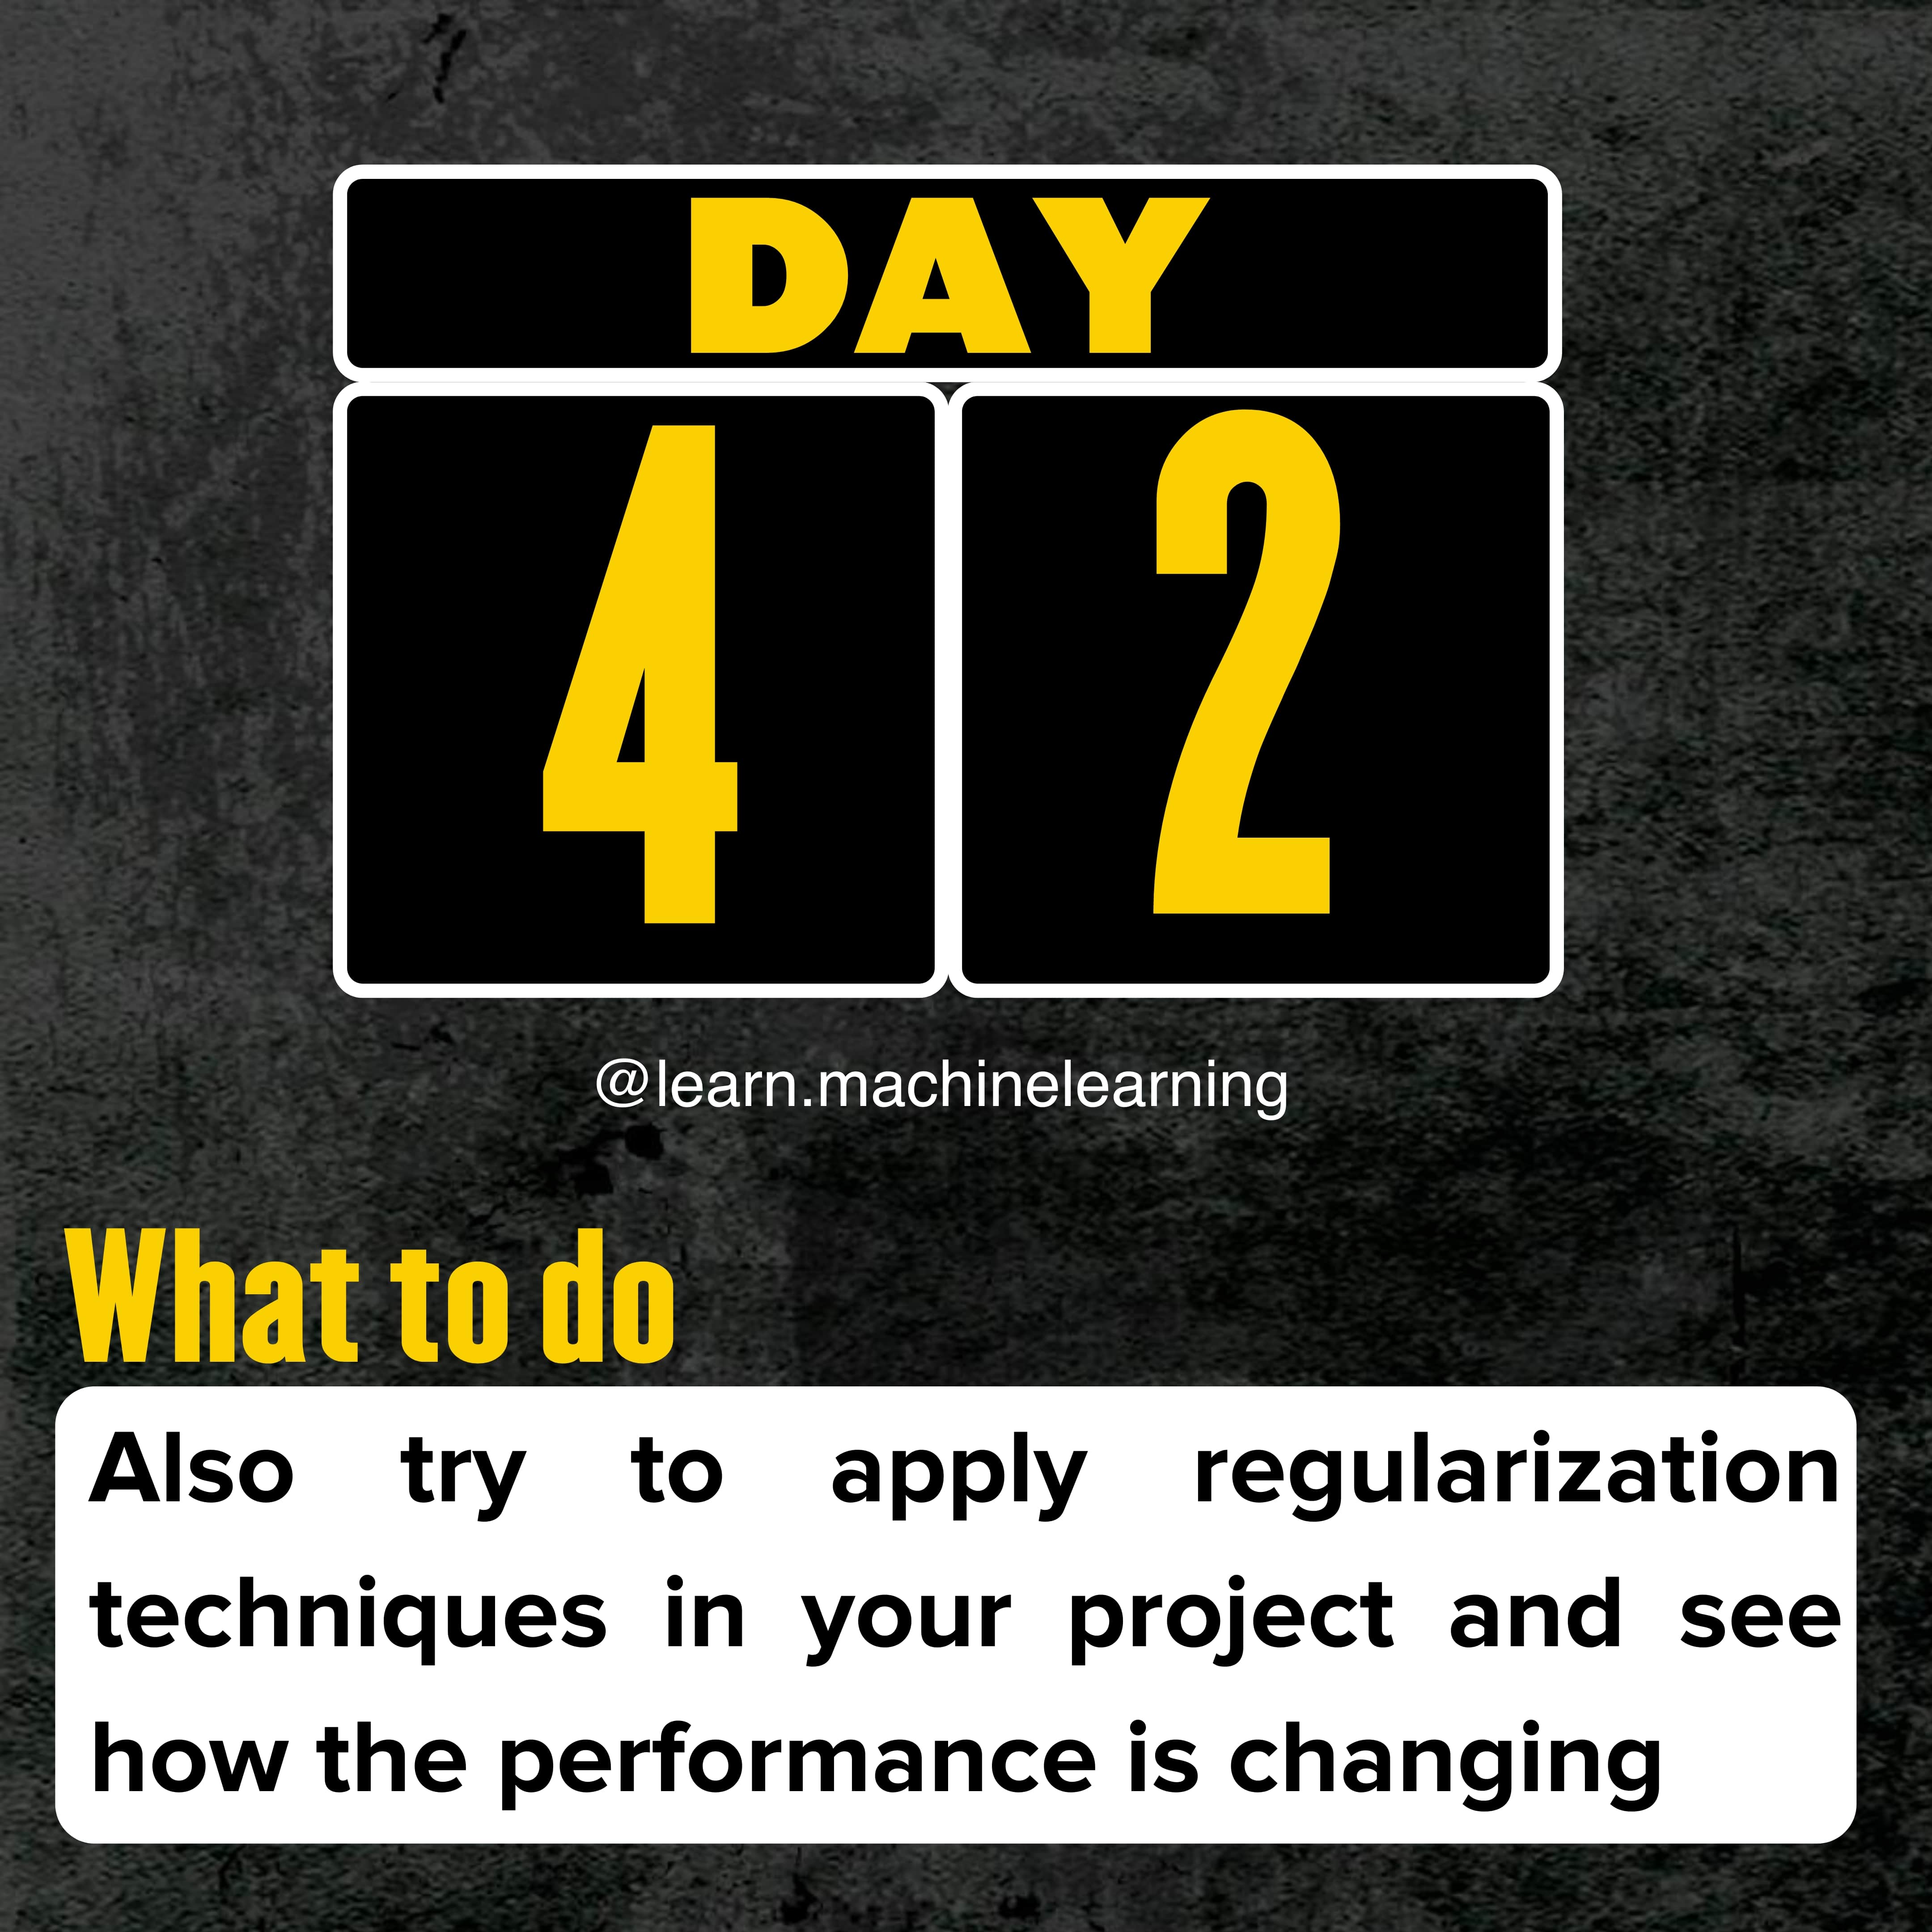 DAY
4 2
@learn.machinelearning
What to do
Also try to apply regularization
techniques in your project and see
how the performance is changing